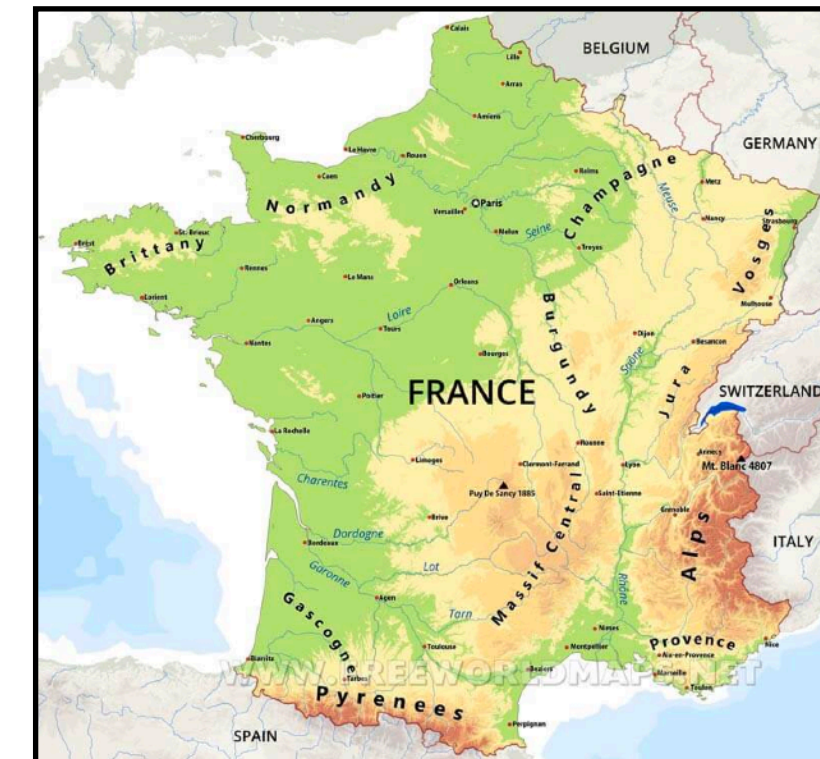 Calais
BELGIUM
Lille
Arras
Amiens
Cherbourg
Le Havre
Rouen
Reims
GERMANY
Caen
Metz
Normandy
Champagne
Meuse
Versailles
Paris
Nancy
Strasbourg
Brest
St. Brieuc
Brittany
Melun
Seine
Troyes
Vosges
Rennes
Le Mans
Orleans
Lorient
Mulhouse
Angers
Loire
Tours
Burgundy
Nantes
Dijon
Besancon
Bourges
Saône
FRANCE
Jura
SWITZERLAND
Poitier
La Rochelle
Roanne
Limoges
Clermont-Farrand
Lyone
Annecy
Mt. Blanc 4807
Charentes
Puy De Sancy 1885
Saint-Etienne
Brive
Grenoble
Dordogne
Bordeaux
Massif Central
Alps
ITALY
Garonne
Lot
Rhône
Agen
Gascogne
Tarn
Nimes
Provence
Nice
Toulouse
Montpellier
Aix-en-Provence
Biarritz
WWW.FREEWORLDMAPS.NET
Tarbes
Beziers
Marseille
Toulon
Pyrenees
Perpignan
SPAIN